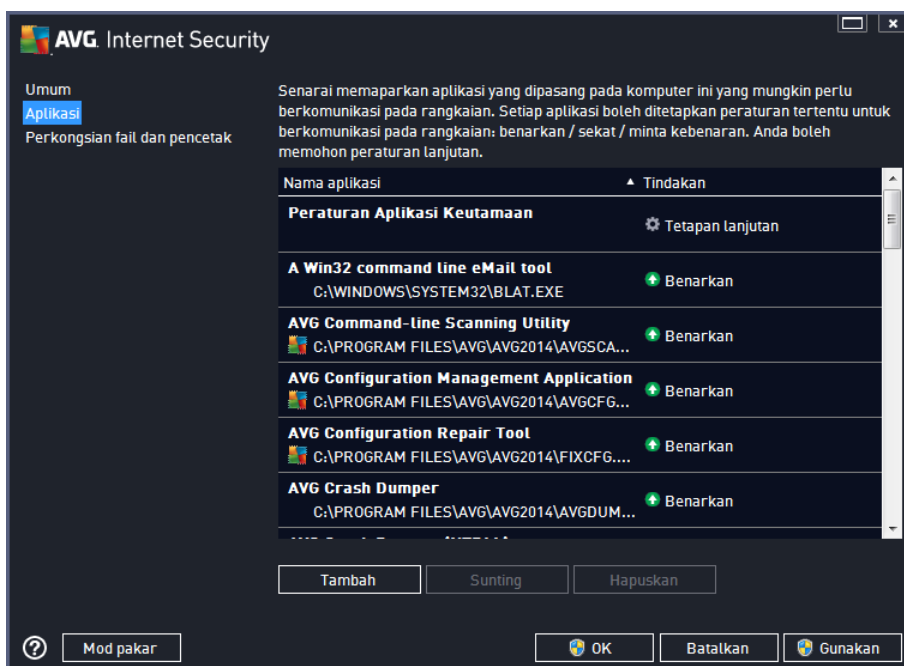 AVG. Internet Security
Umum
Aplikasi
Perkongsian fail dan pencetak
Senarai memaparkan aplikasi yang dipasang pada komputer ini yang mungkin perlu
berkomunikasi pada rangkaian. Setiap aplikasi boleh ditetapkan peraturan tertentu untuk
berkomunikasi pada rangkaian: benarkan / sekat / minta kebenaran. Anda boleh
memohon peraturan lanjutan.
Nama aplikasi Tindakan
Peraturan Aplikasi Keutamaan
Tetapan lanjutan
A Win32 command line eMail tool
C:\WINDOWS\SYSTEM32\BLAT.EXE
Benarkan
AVG Command-line Scanning Utility
C:\PROGRAM FILES\AVG\AVG2014\AVGSCA...
Benarkan
AVG Configuration Management Application
C:\PROGRAM FILES\AVG\AVG2014\AVGCFG...
Benarkan
AVG Configuration Repair Tool
C:\PROGRAM FILES\AVG\AVG2014\FIXCFG....
Benarkan
AVG Crash Dumper
C:\PROGRAM FILES\AVG\AVG2014\AVGDUM...
Benarkan
Tambah Sunting Hapuskan
? Mod pakar OK Batalkan Gunakan